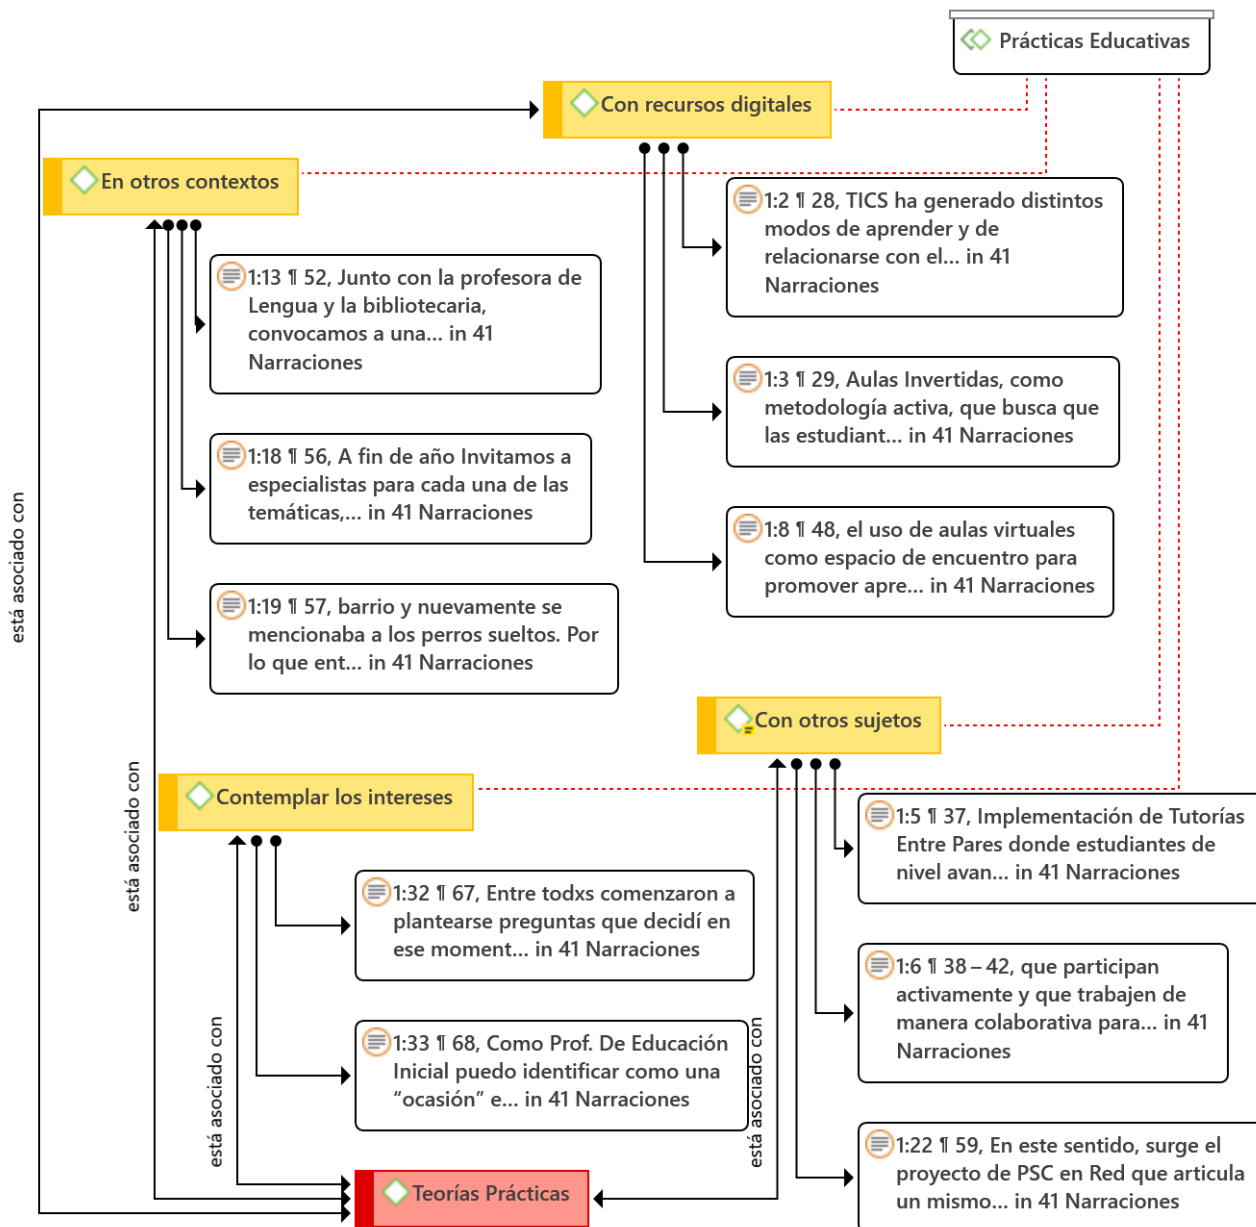 Prácticas Educativas
Con recursos digitales
En otros contextos
1:2 ¶ 28, TICS ha generado distintos
modos de aprender y de
relacionarse con el... in 41
Narraciones
1:13 ¶ 52, Junto con la profesora de
Lengua y la bibliotecaria,
convocamos a una... in 41
Narraciones
1:3 ¶ 29, Aulas Invertidas, como
metodología activa, que busca que
las estudiant... in 41 Narraciones
1:18 ¶ 56, A fin de año Invitamos a
especialistas para cada una de las
temáticas,... in 41 Narraciones
1:8 ¶ 48, el uso de aulas virtuales
como espacio de encuentro para
promover apre... in 41 Narraciones
está asociado con
1:19 ¶ 57, barrio y nuevamente se
mencionaba a los perros sueltos. Por
lo que ent... in 41 Narraciones
Con otros sujetos
está asociado con
Contemplar los intereses
1:5 ¶ 37, Implementación de Tutorías
Entre Pares donde estudiantes de
nivel avan... in 41 Narraciones
1:32 ¶ 67, Entre todxs comenzaron a
plantearse preguntas que decidí en
ese moment... in 41 Narraciones
1:6 ¶ 38 – 42, que participan
activamente y que trabajen de
manera colaborativa para... in 41
Narraciones
está asociado con
1:33 ¶ 68, Como Prof. De Educación
Inicial puedo identificar como una
“ocasión” e... in 41 Narraciones
está asociado con
1:22 ¶ 59, En este sentido, surge el
proyecto de PSC en Red que articula
un mismo... in 41 Narraciones
Teorías Prácticas